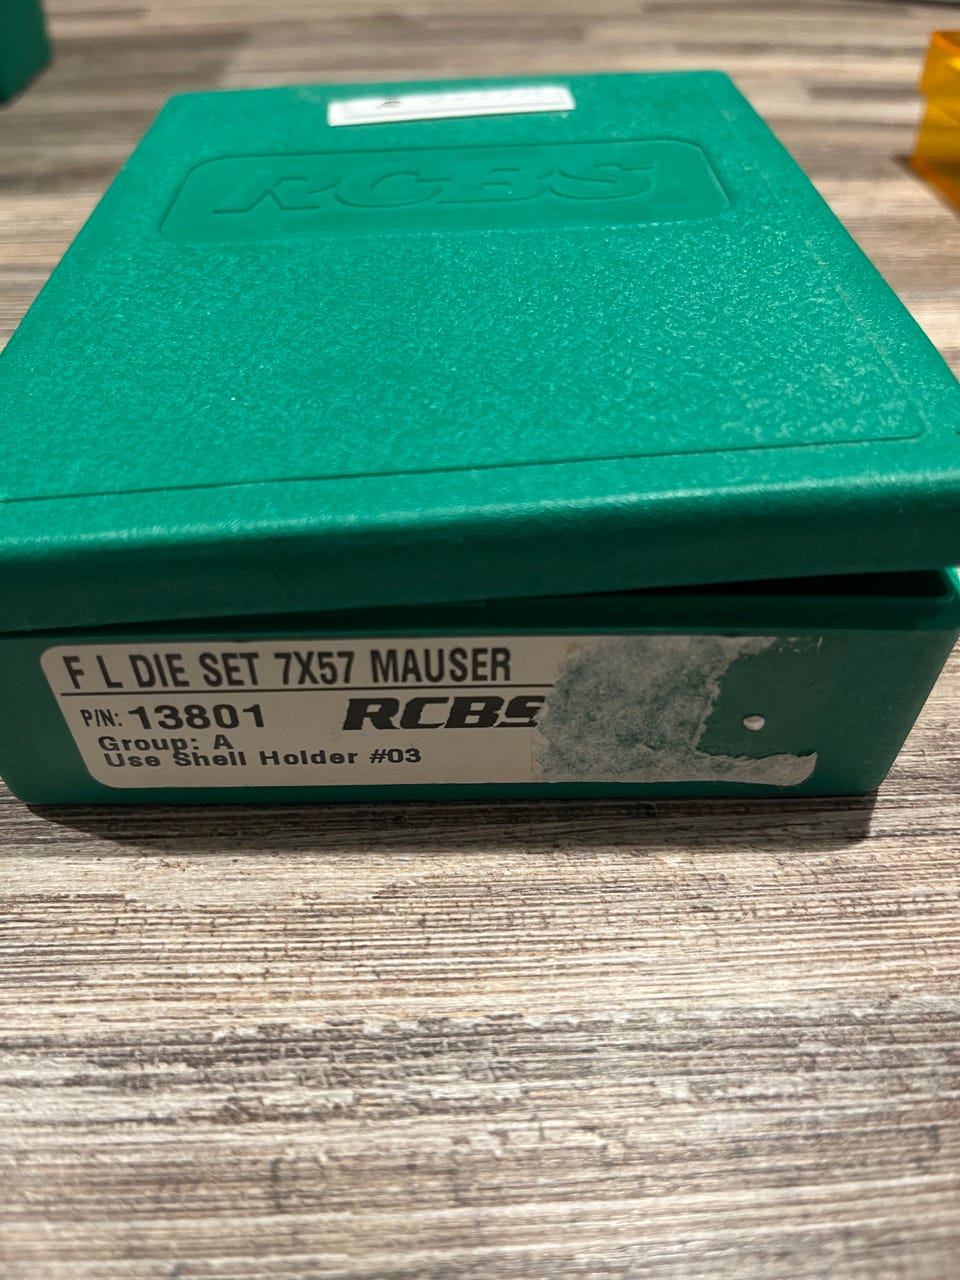 RCBS
F L DIE SET 7X57 MAUSER
P/N: 13801 RCBS
Group: A
Use Shell Holder #03